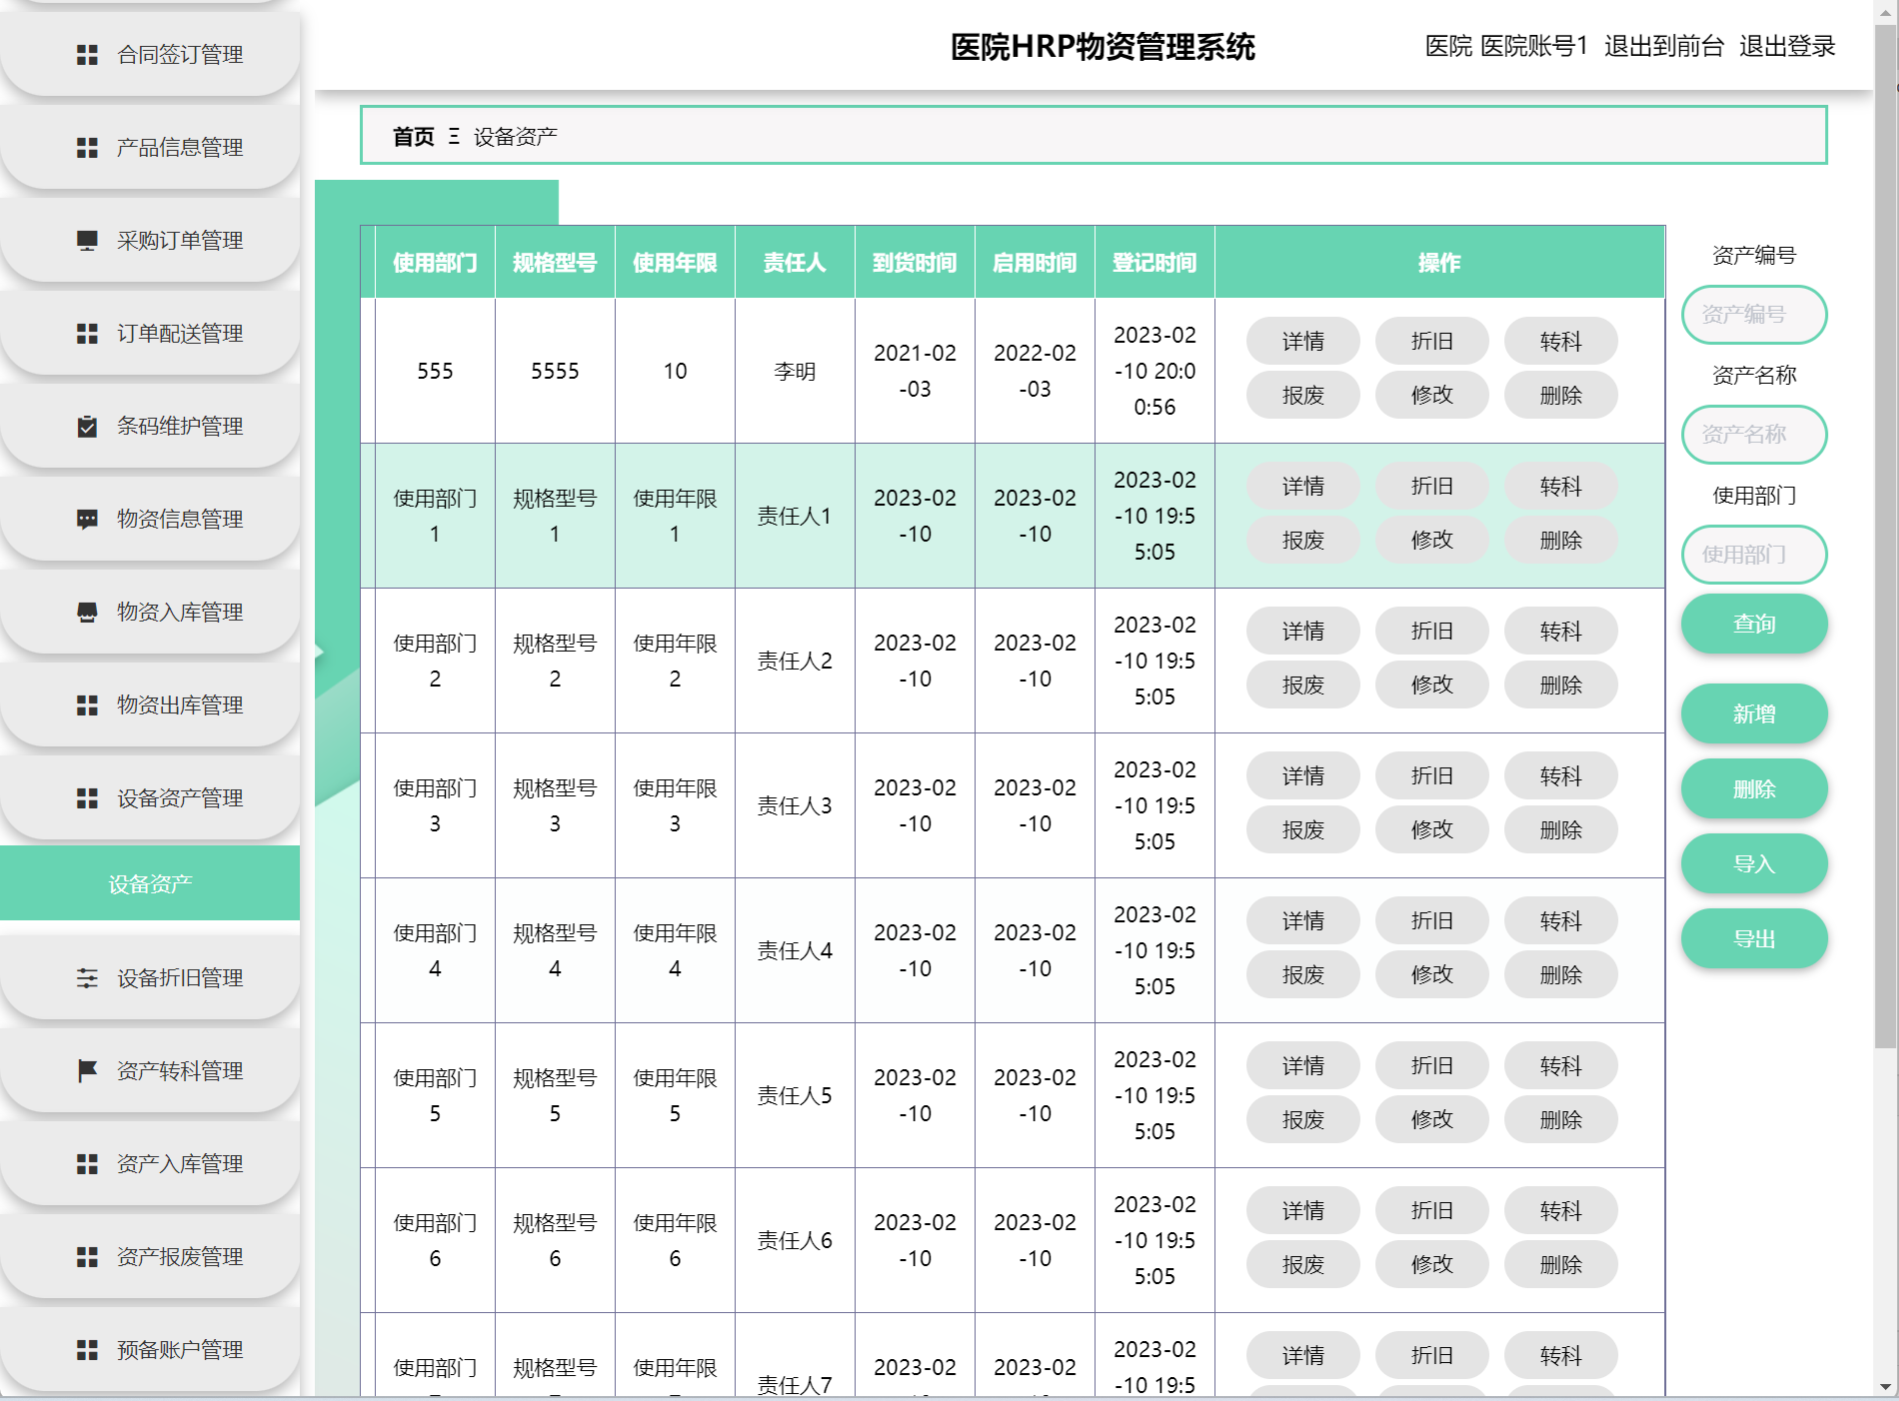 医院HRP物资管理系统
医院 医院账号1 退出到前台 退出登录
合同签订管理
产品信息管理
采购订单管理
订单配送管理
条码维护管理
物资信息管理
物资入库管理
物资出库管理
设备资产管理
设备资产
设备折旧管理
资产转科管理
资产入库管理
资产报废管理
预备账户管理
首页 Ξ 设备资产
使用部门 规格型号 使用年限 责任人 到货时间 启用时间 登记时间 操作
555 5555 10 李明 2021-02
-03 2022-02
-03 2023-02
-10 20:0
0:56
详情 折旧 转科
报废 修改 删除
使用部门
1 规格型号
1 使用年限
1 责任人1 2023-02
-10 2023-02
-10 2023-02
-10 19:5
5:05
详情 折旧 转科
报废 修改 删除
使用部门
2 规格型号
2 使用年限
2 责任人2 2023-02
-10 2023-02
-10 2023-02
-10 19:5
5:05
详情 折旧 转科
报废 修改 删除
使用部门
3 规格型号
3 使用年限
3 责任人3 2023-02
-10 2023-02
-10 2023-02
-10 19:5
5:05
详情 折旧 转科
报废 修改 删除
使用部门
4 规格型号
4 使用年限
4 责任人4 2023-02
-10 2023-02
-10 2023-02
-10 19:5
5:05
详情 折旧 转科
报废 修改 删除
使用部门
5 规格型号
5 使用年限
5 责任人5 2023-02
-10 2023-02
-10 2023-02
-10 19:5
5:05
详情 折旧 转科
报废 修改 删除
使用部门
6 规格型号
6 使用年限
6 责任人6 2023-02
-10 2023-02
-10 2023-02
-10 19:5
5:05
详情 折旧 转科
报废 修改 删除
使用部门 规格型号 使用年限 责任人7 2023-02 2023-02 2023-02
-10 19:5
详情 折旧 转科
资产编号
资产编号
资产名称
资产名称
使用部门
使用部门
查询
新增
删除
导入
导出